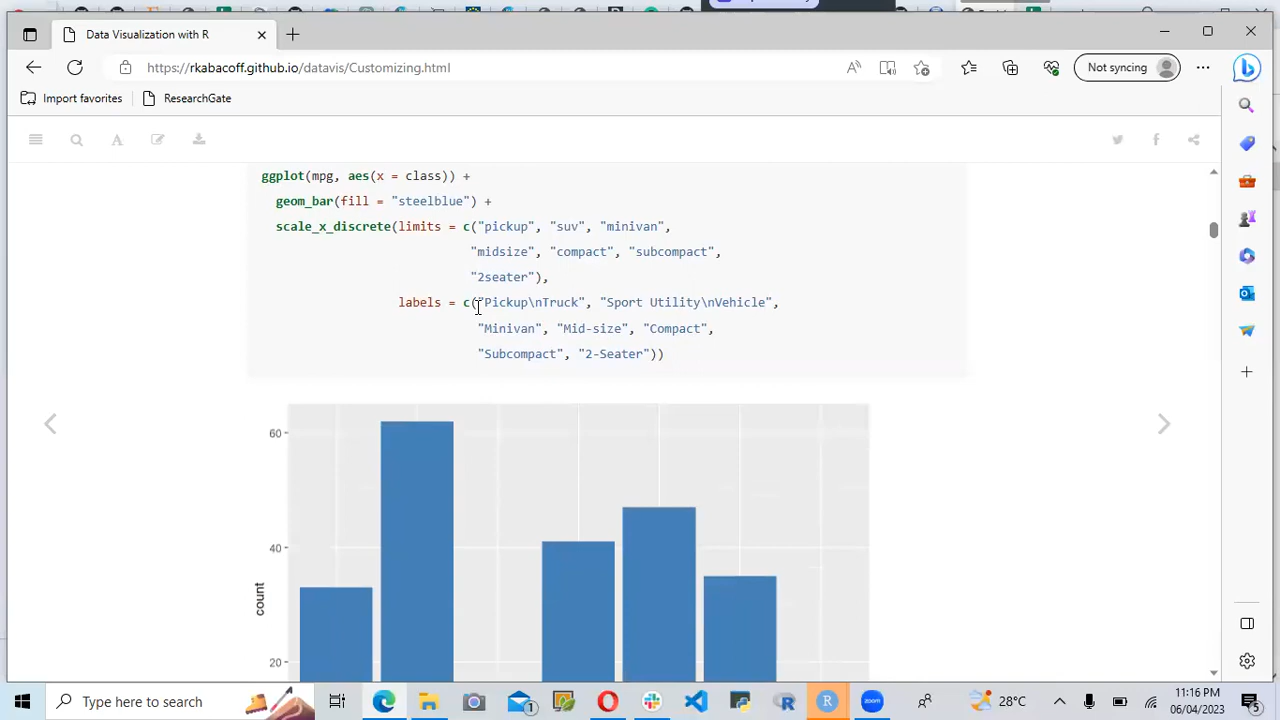 Data Visualization with R
https://rkabacoff.github.io/datavis/Customizing.html
Not syncing
Import favorites
ResearchGate
ggplot(mpg, aes(x = class)) +
geom_bar(fill = "steelblue") +
scale_x_discrete(limits = c("pickup", "suv", "minivan",
"midsize", "compact", "subcompact",
"2seater"),
labels = c("Pickup\nTruck", "Sport Utility\nVehicle",
"Minivan", "Mid-size", "Compact",
"Subcompact", "2-Seater"))
60
40
20
count
Type here to search
1
zoom
28°C
11:16 PM
06/04/2023
5